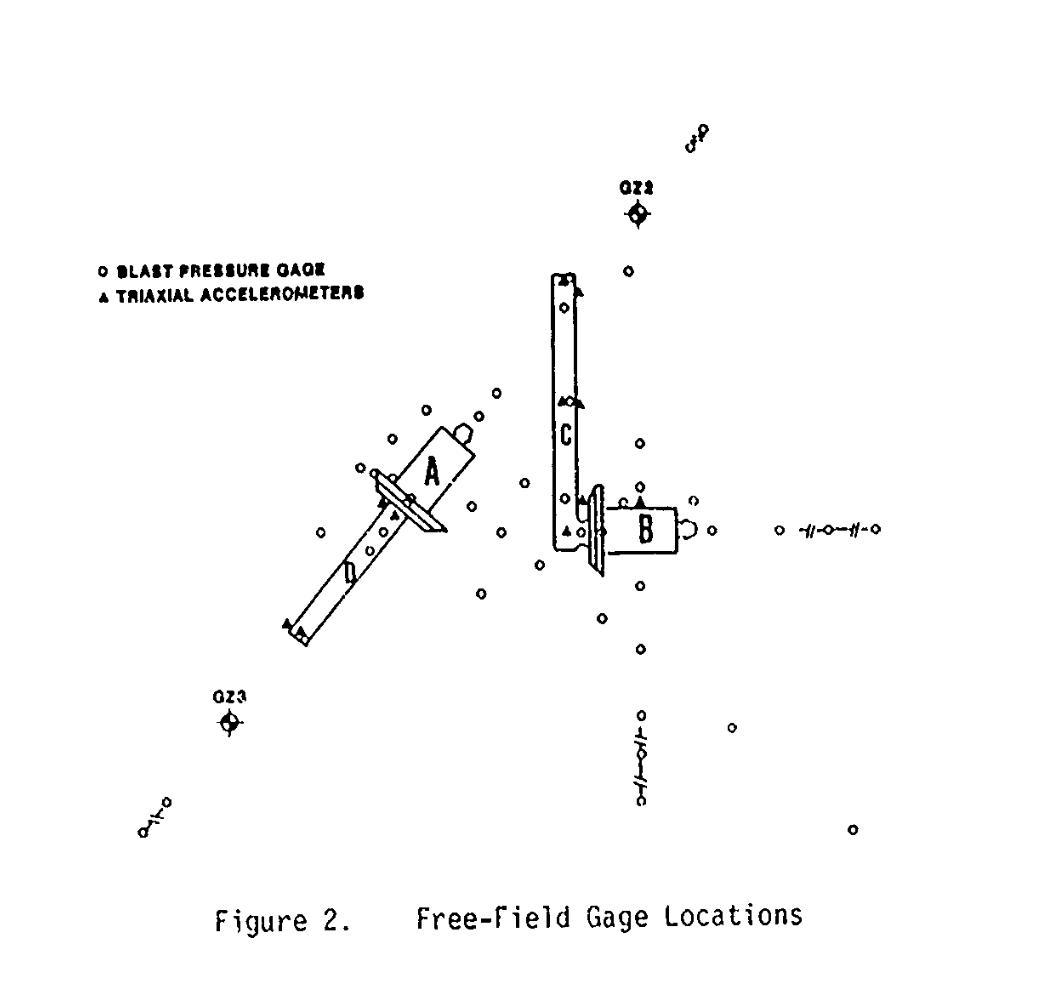 GZ2
O BLAST PRESSURE GAGE
▲ TRIAXIAL ACCELEROMETERS
C
A
B
D
GZ3
Figure 2. Free-Field Gage Locations